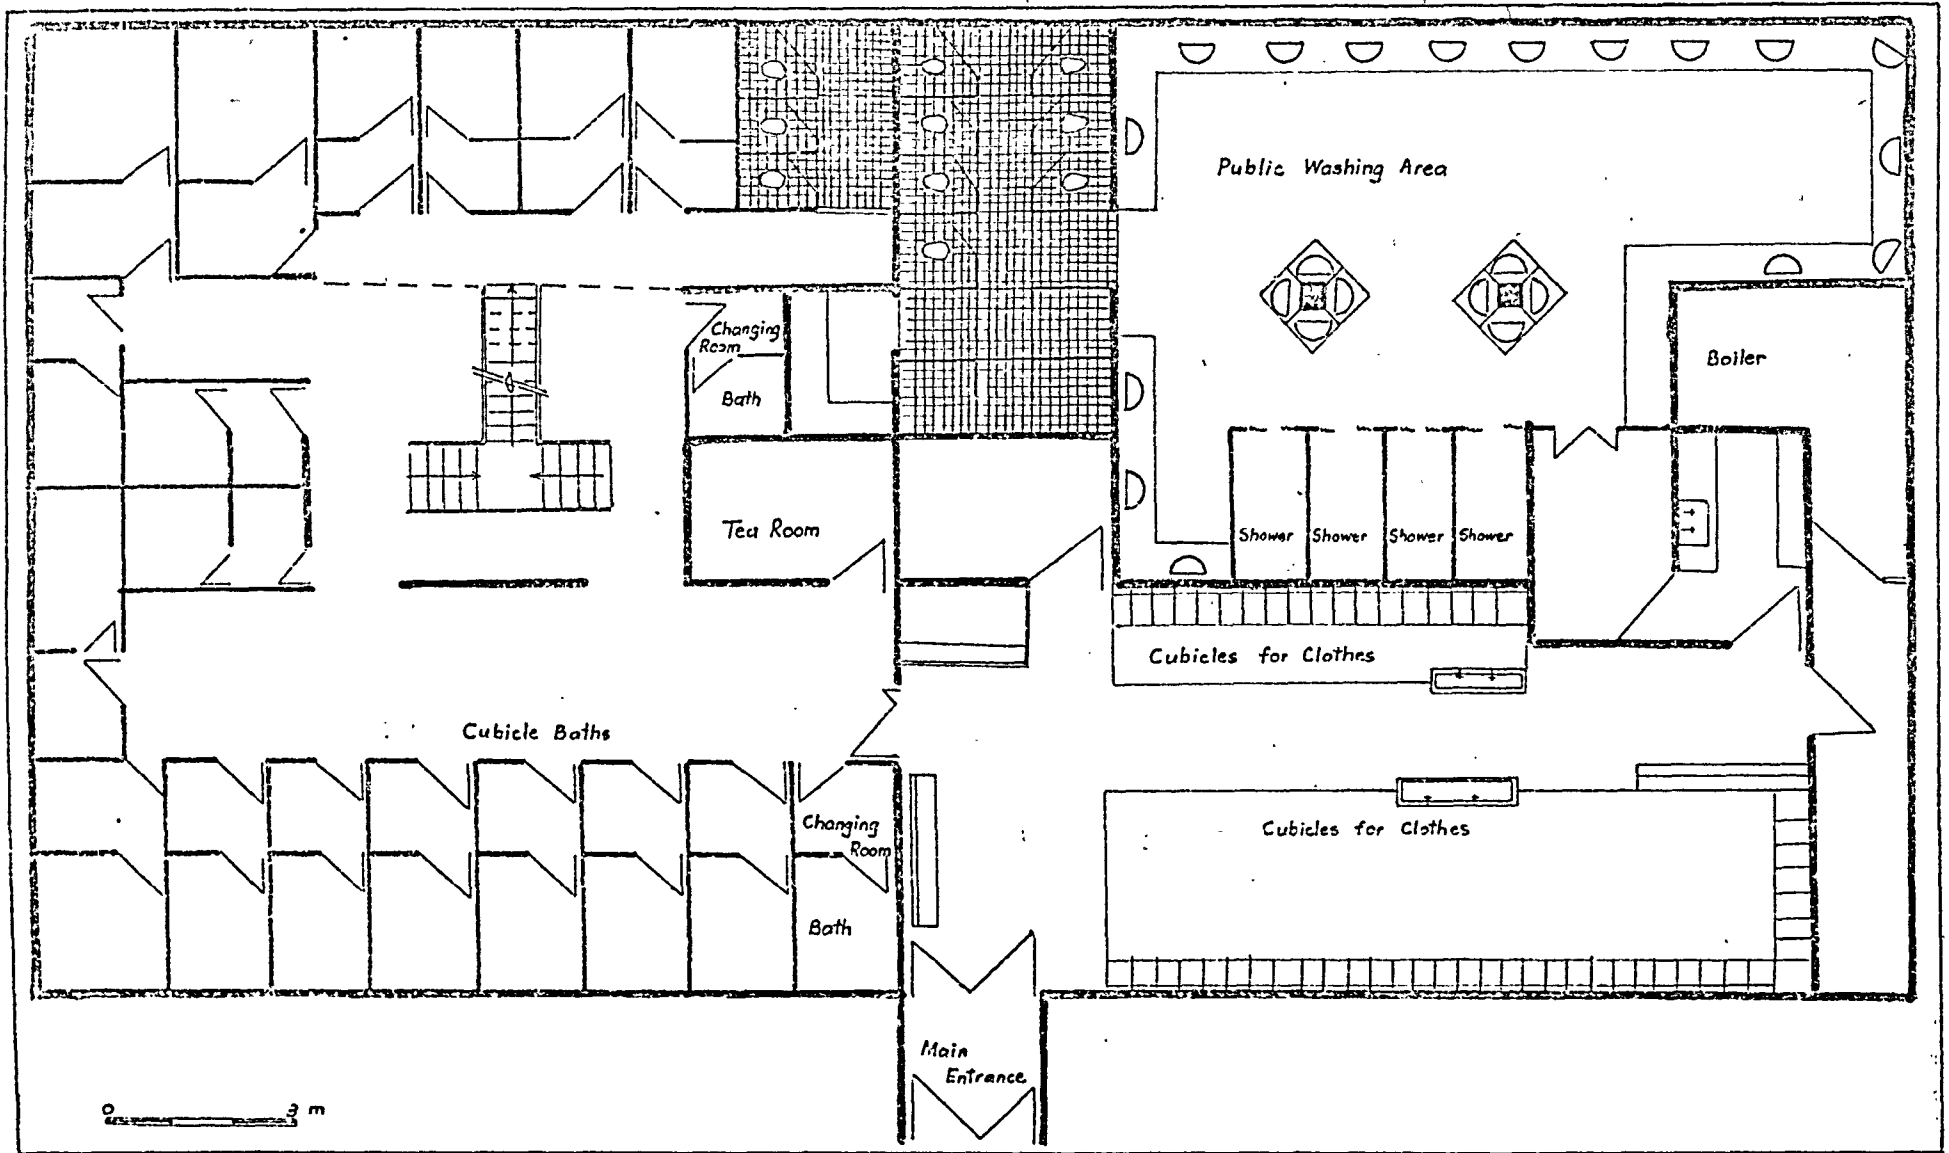 Public Washing Area
Changing
Room
Bath
Boiler
Tea Room
Shower
Shower
Shower
Shower
Cubicles for Clothes
Cubicle Baths
Changing
Room
Cubicles for Clothes
Bath
Main
Entrance
0 3 m